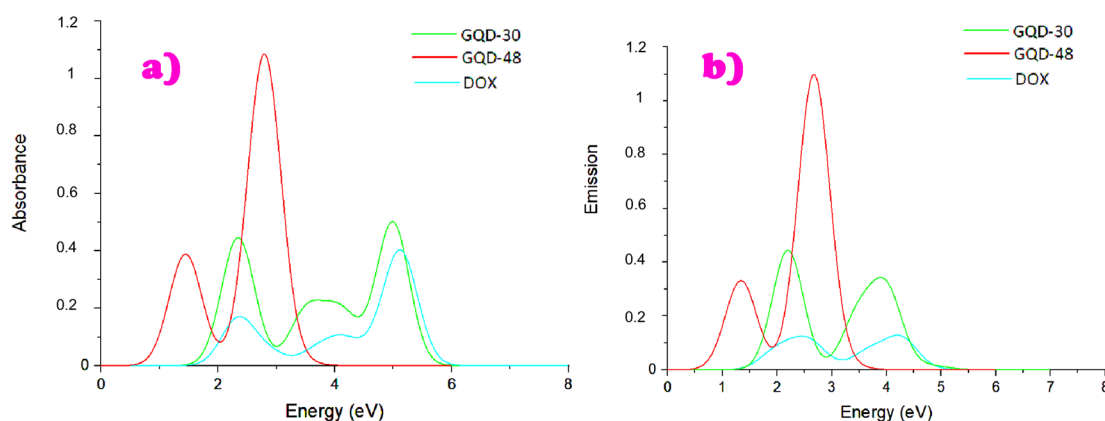 a)
GQD-30
GQD-48
DOX
Absorbance
1.2
1
0.8
0.6
0.4
0.2
0
0 2 4 6 8
Energy (eV)
b)
GQD-30
GQD-48
DOX
Emission
1.2
1
0.8
0.6
0.4
0.2
0
0 1 2 3 4 5 6 7 8
Energy (eV)